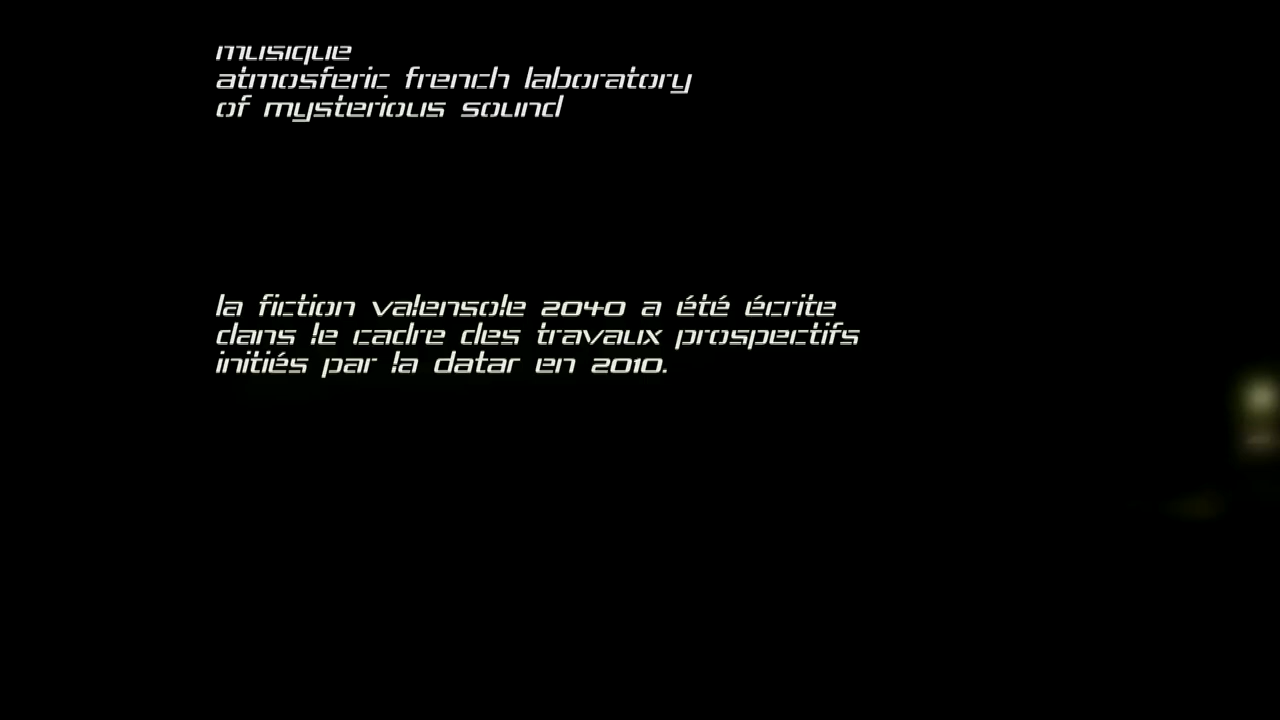 musique
atmosferic french laboratory
of mysterious sound
la fiction valensole 2040 a été écrite
dans le cadre des travaux prospectifs
initiés par la datar en 2010.